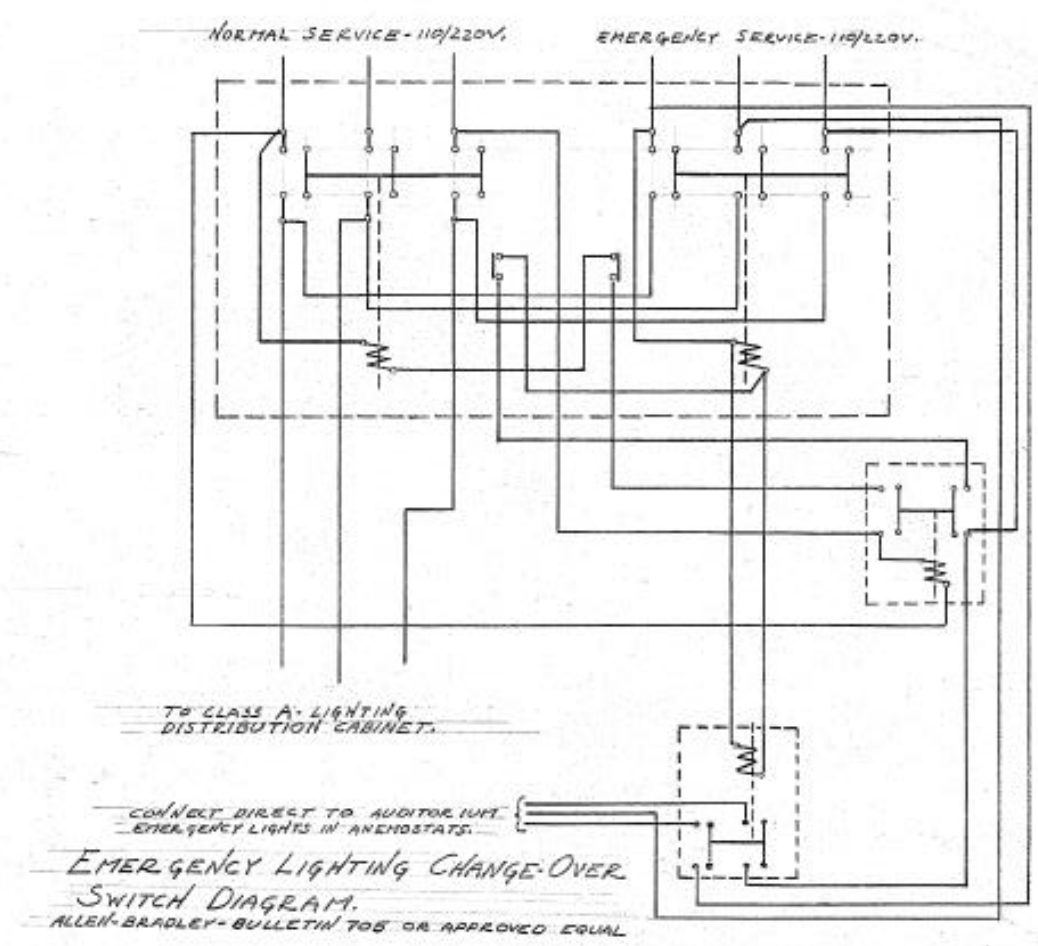 NORMAL SERVICE-110/220V.
EMERGENCY SERVICE-110/220V.
TO CLASS A- LIGHTING
DISTRIBUTION CABINET.
CONNECT DIRECT TO AUDITORIUM
EMERGENCY LIGHTS IN ANEMOSTATS.
EMERGENCY LIGHTING CHANGE-OVER
SWITCH DIAGRAM.
ALLEN-BRADLEY-BULLETIN 705 OR APPROVED EQUAL